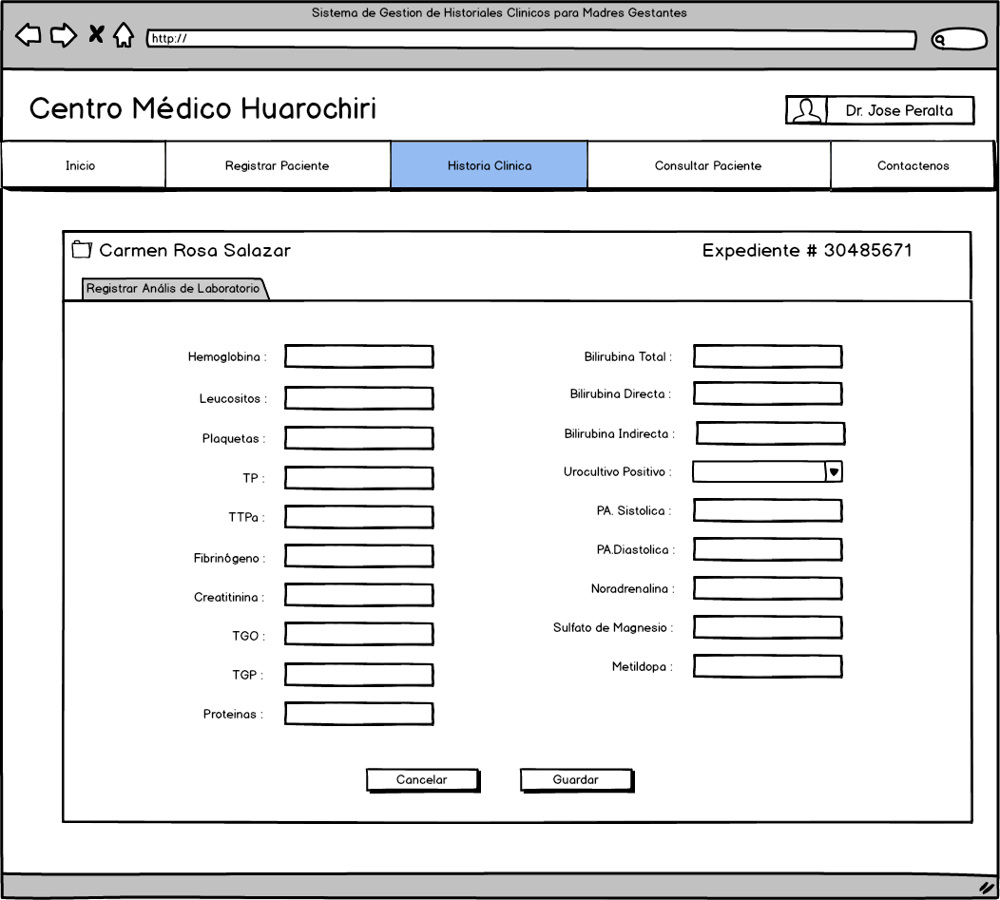 Sistema de Gestion de Historiales Clinicos para Madres Gestantes
http://
Centro Médico Huarochiri
Dr. Jose Peralta
Inicio
Registrar Paciente
Historia Clinica
Consultar Paciente
Contactenos
Carmen Rosa Salazar
Expediente # 30485671
Registrar Anális de Laboratorio
Hemoglobina :
Leucositos :
Plaquetas :
TP :
TTPa :
Fibrinógeno :
Creatitinina :
TGO :
TGP :
Proteinas :
Bilirubina Total :
Bilirubina Directa :
Bilirubina Indirecta :
Urocultivo Positivo :
PA. Sistolica :
PA.Diastolica :
Noradrenalina :
Sulfato de Magnesio :
Metildopa :
Cancelar
Guardar